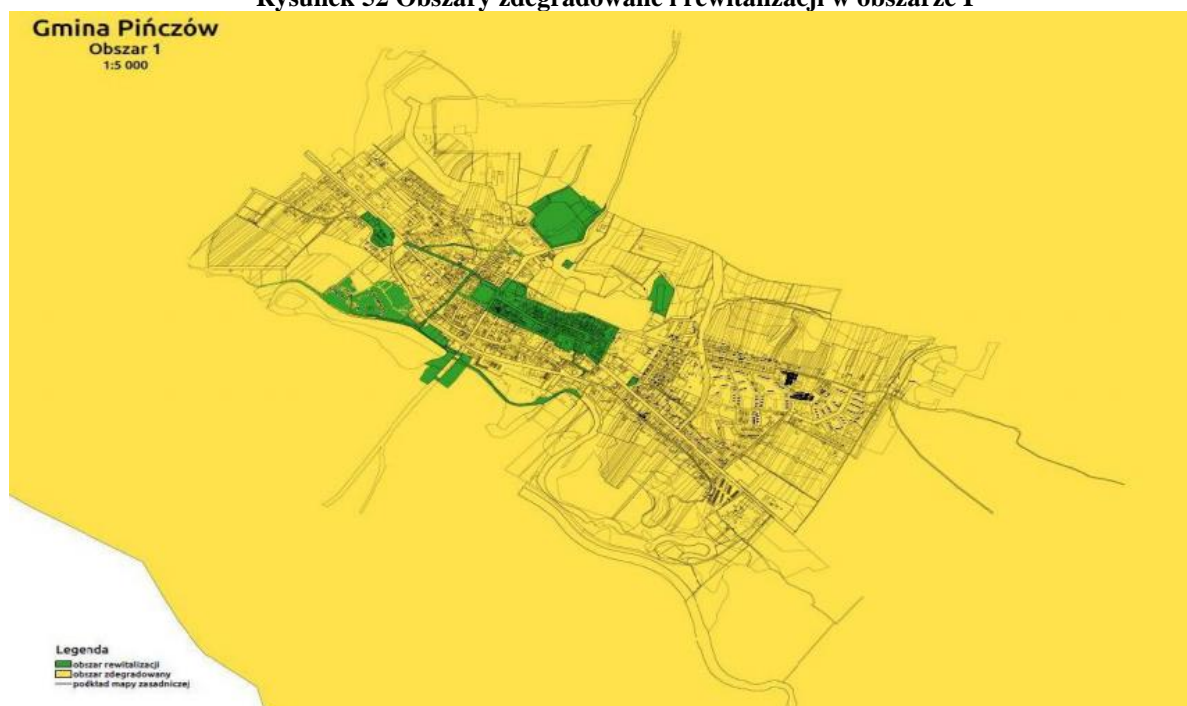 Rysunek 52 Obszary zdegradowane i rewitalizacji w obszarze 1
Gmina Pińczów
Obszar 1
1:5 000
Legenda
obszar rewitalizacji
obszar zdegradowany
podkład mapy zasadniczej